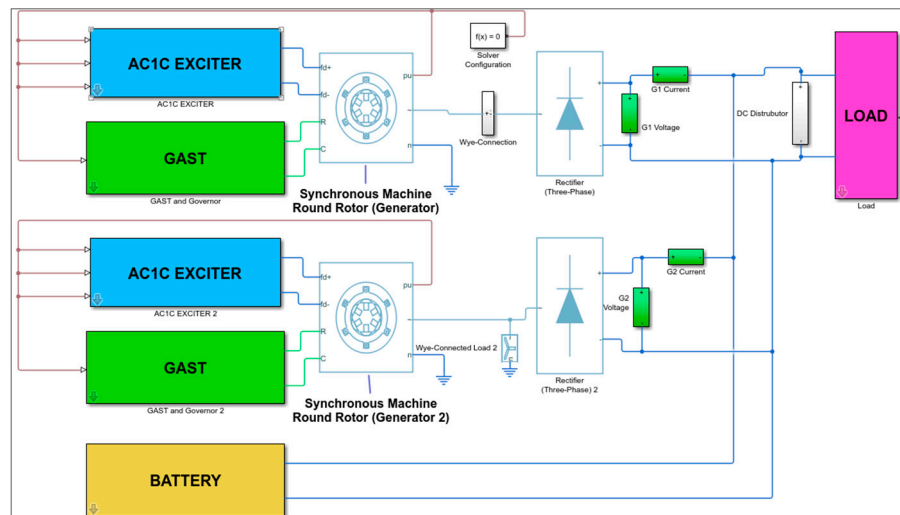 AC1C EXCITER
AC1C EXCITER
fd+
fd-
pu
~
n
R
C
GAST
GAST and Governor
Synchronous Machine
Round Rotor (Generator)
f(x) = 0
Solver
Configuration
Wye-Connection
~
+
-
Rectifier
(Three-Phase)
G1 Current
G1 Voltage
DC Distrubutor
LOAD
Load
AC1C EXCITER
AC1C EXCITER 2
fd+
fd-
pu
~
n
R
C
GAST
GAST and Governor 2
Synchronous Machine
Round Rotor (Generator 2)
Wye-Connected Load 2
~
+
-
Rectifier
(Three-Phase) 2
G2 Current
G2
Voltage
BATTERY